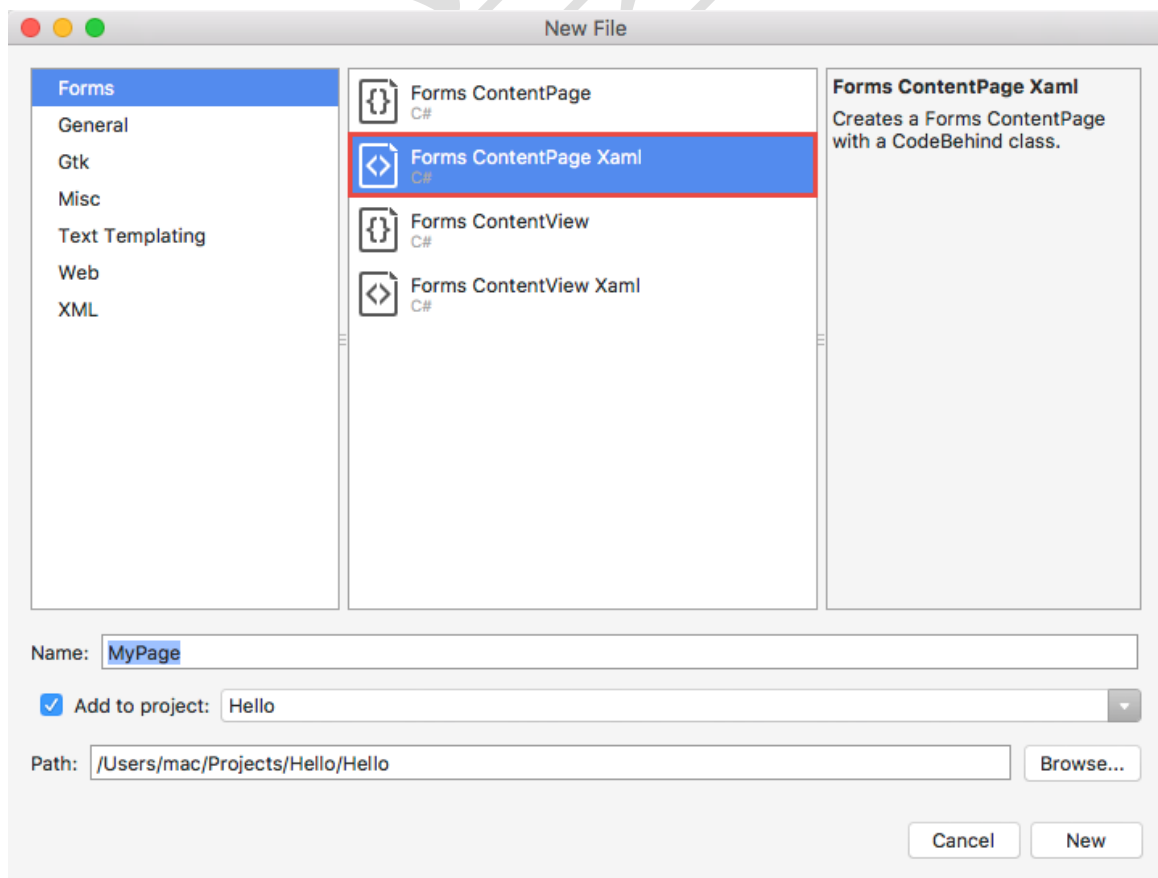 New File
Forms
General
Gtk
Misc
Text Templating
Web
XML
Forms ContentPage
C#
Forms ContentPage Xaml
C#
Forms ContentView
C#
Forms ContentView Xaml
C#
Forms ContentPage Xaml
Creates a Forms ContentPage
with a CodeBehind class.
Name: MyPage
Add to project: Hello
Path: /Users/mac/Projects/Hello/Hello Browse...
Cancel New